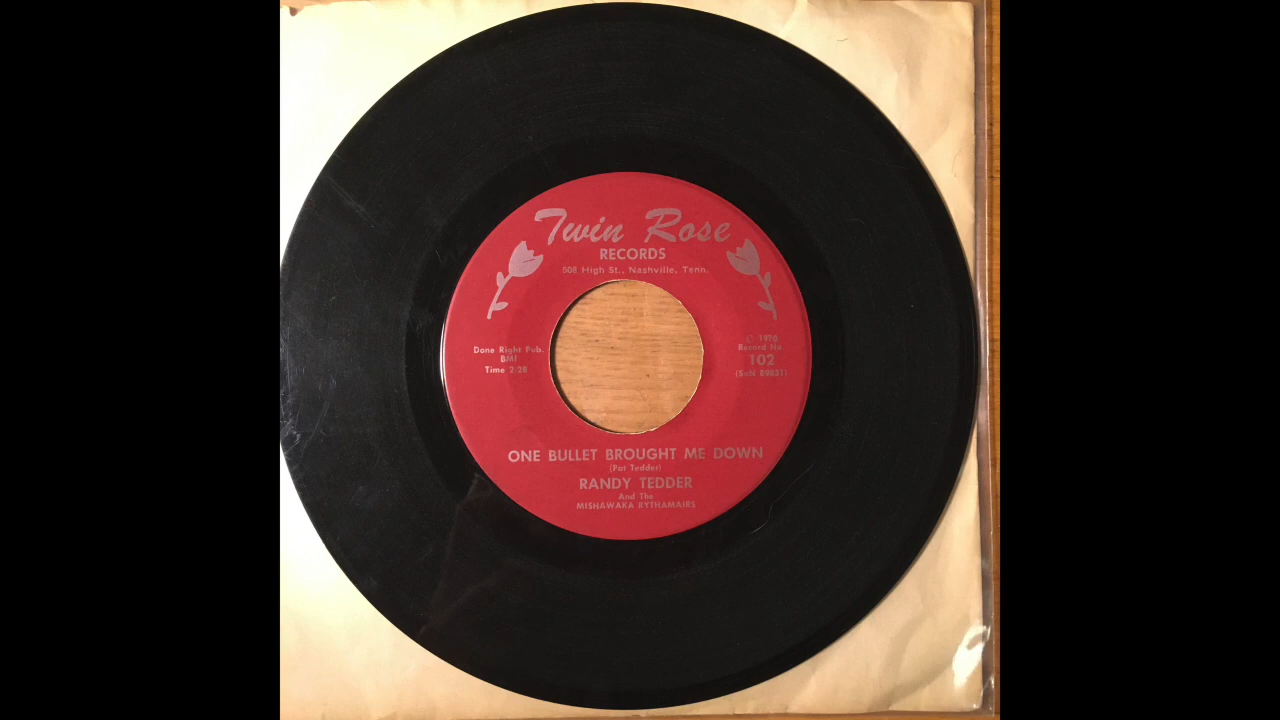 Twin Rose
RECORDS
808 High St., Nashville, Tenn.
Done Right Pub.
BMI
Time 2:28
© 1970
Record No.
102
ONE BULLET BROUGHT ME DOWN
(Pat Tedder)
RANDY TEDDER
And The
MISHAWAKA RYTHAMAIRS